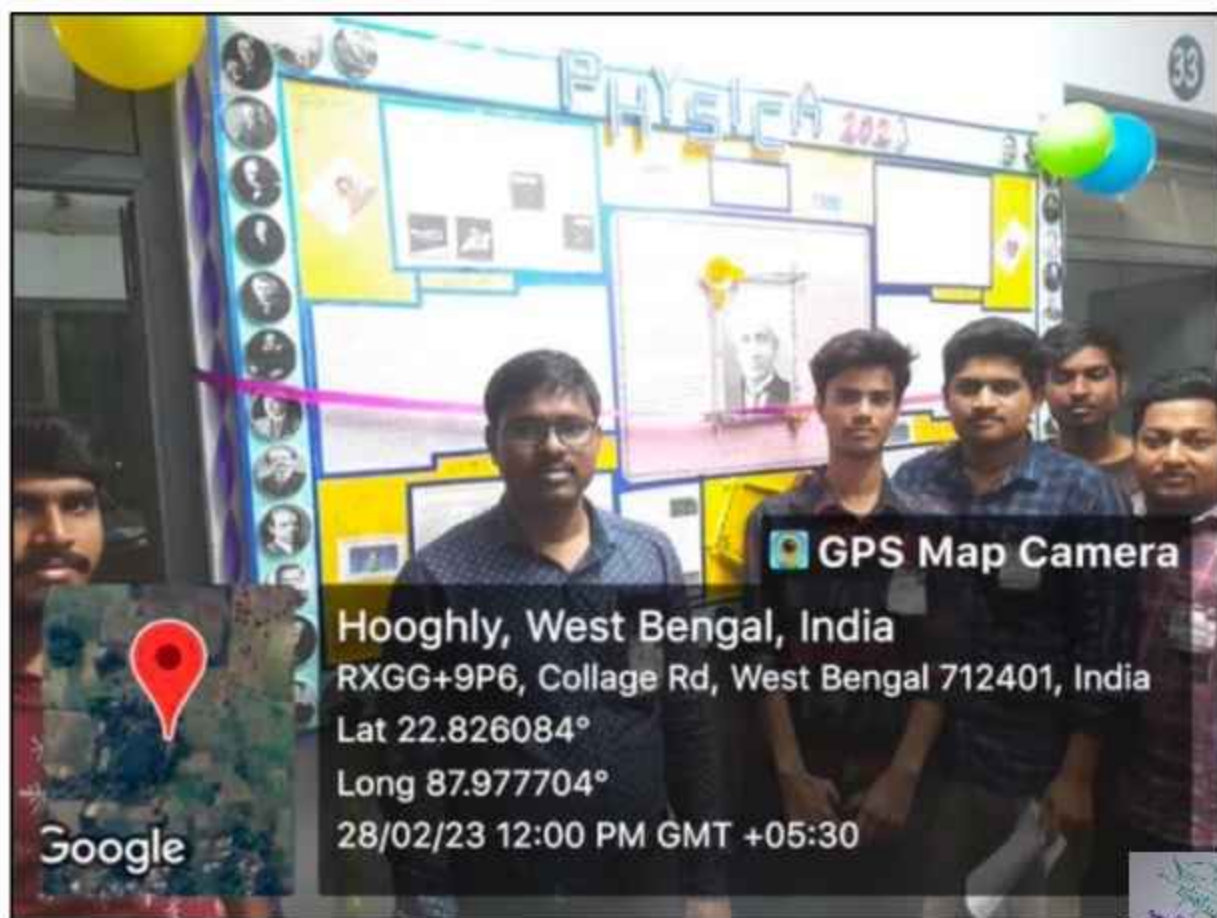 PHYSICA 2023
33
GPS Map Camera
Hooghly, West Bengal, India
RXGG+9P6, Collage Rd, West Bengal 712401, India
Lat 22.826084°
Long 87.977704°
28/02/23 12:00 PM GMT +05:30
Google